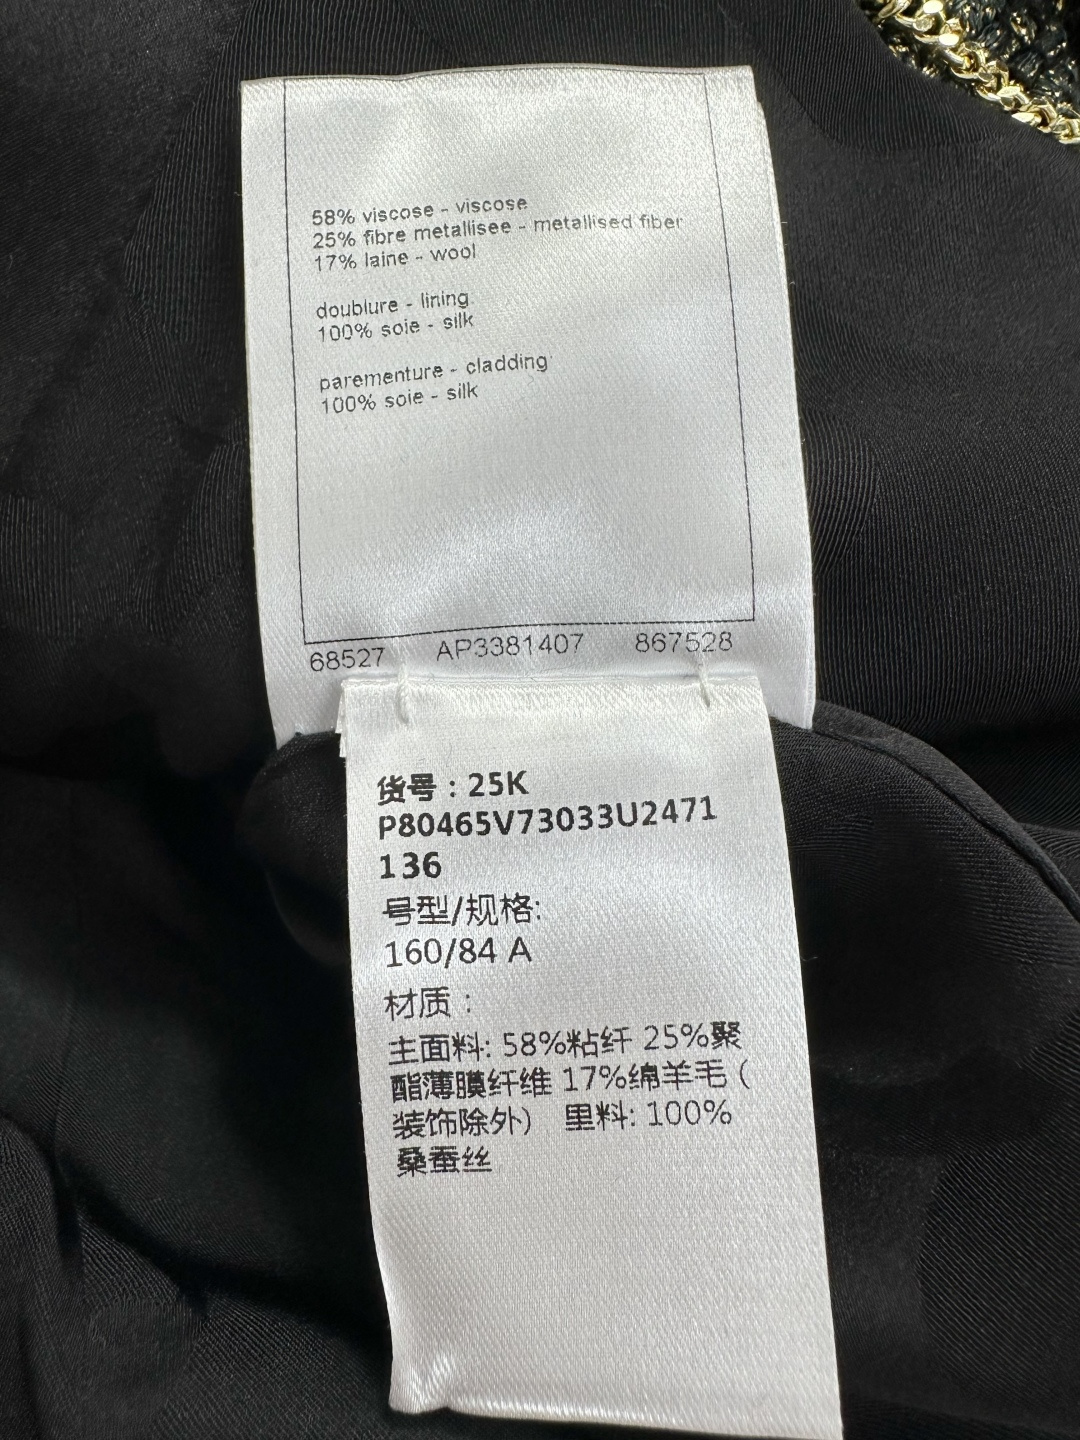 58% viscose - viscose
25% fibre metallisee - metallised fiber
17% laine - wool
doublure - lining
100% soie - silk
parementure - cladding
100% soie - silk
68527 AP3381407 867528
货号：25K
P80465V73033U2471
136
号型/规格:
160/84 A
材质：
主面料: 58%粘纤 25%聚
酯薄膜纤维 17%绵羊毛（
装饰除外） 里料: 100%
桑蚕丝